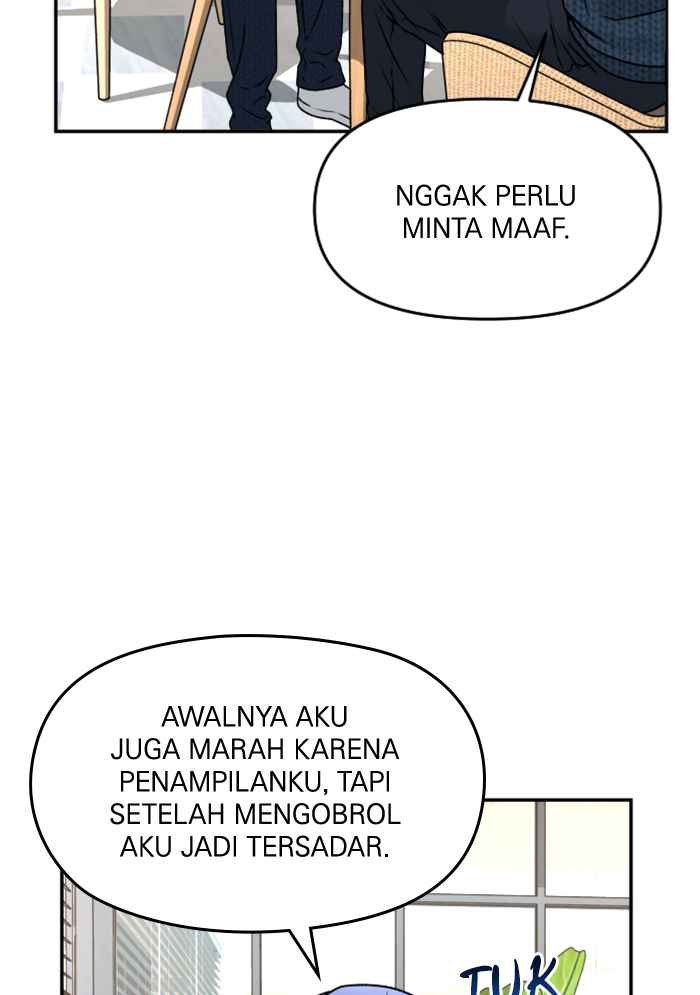 NGGAK PERLU
MINTA MAAF.
AWALNYA AKU
JUGA MARAH KARENA
PENAMPILANKU, TAPI
SETELAH MENGOBROL
AKU JADI TERSADAR.
TUK